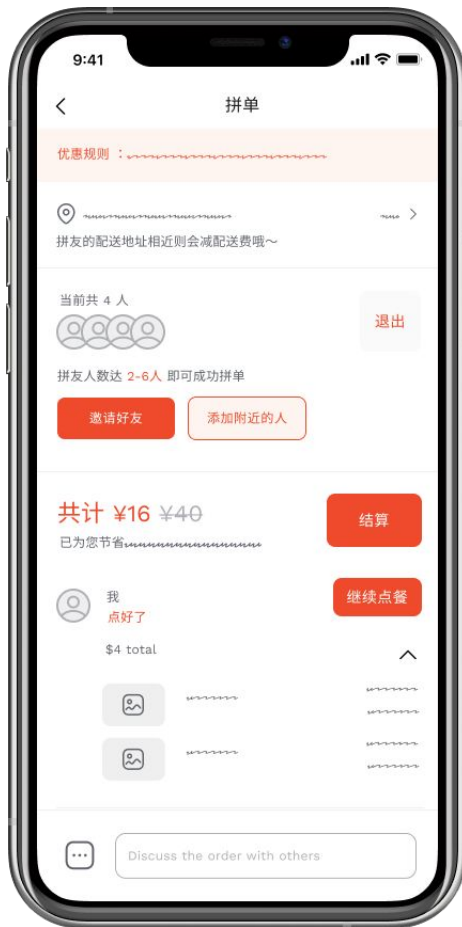 9:41
拼单
优惠规则 ：
拼友的配送地址相近则会减配送费哦～
当前共 4 人
退出
拼友人数达 2-6人 即可成功拼单
邀请好友
添加附近的人
共计 ¥16 ¥40
结算
已为您节省
我
继续点餐
点好了
$4 total
Discuss the order with others